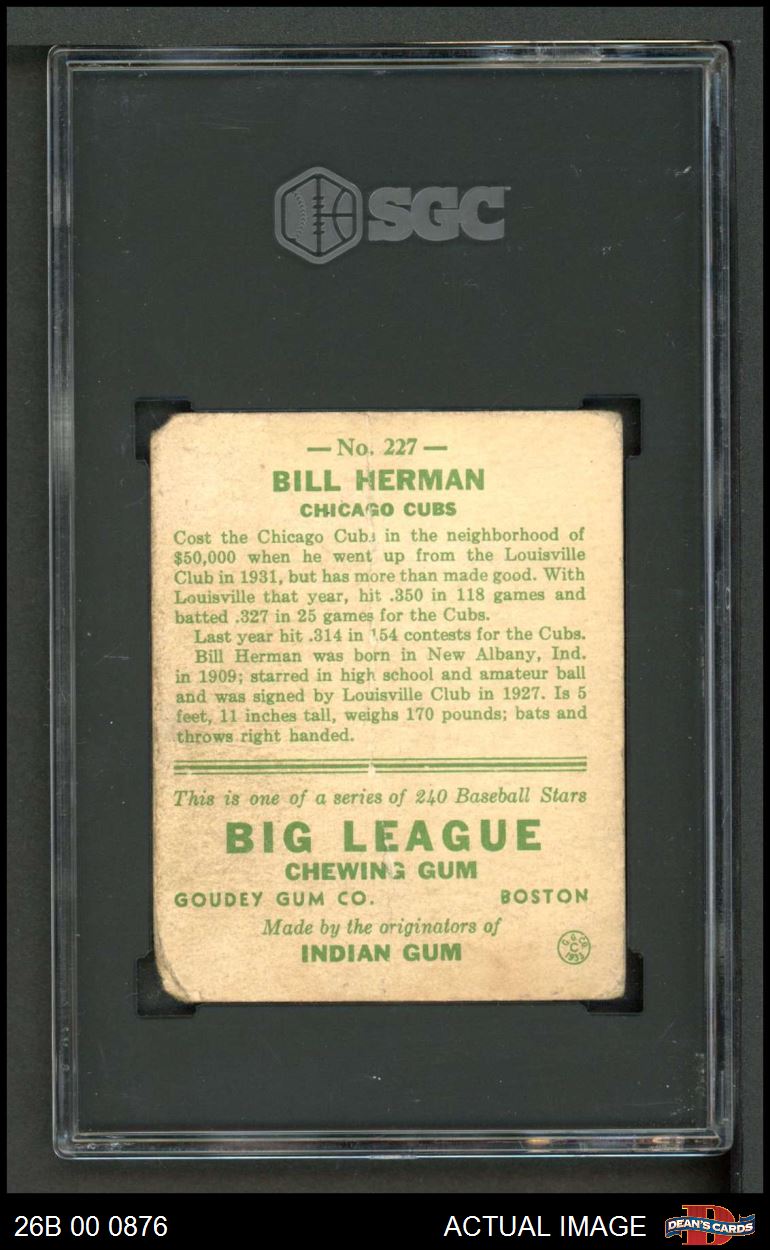 SGC
— No. 227 —
BILL HERMAN
CHICAGO CUBS
Cost the Chicago Cubs in the neighborhood of
$50,000 when he went up from the Louisville
Club in 1931, but has more than made good. With
Louisville that year, hit .350 in 118 games and
batted .327 in 25 games for the Cubs.
Last year hit .314 in 154 contests for the Cubs.
Bill Herman was born in New Albany, Ind.
in 1909; starred in high school and amateur ball
and was signed by Louisville Club in 1927. Is 5
feet, 11 inches tall, weighs 170 pounds; bats and
throws right handed.
This is one of a series of 240 Baseball Stars
BIG LEAGUE
CHEWING GUM
GOUDEY GUM CO. BOSTON
Made by the originators of
INDIAN GUM
G. G. CO.
C
1933
26B 00 0876 ACTUAL IMAGE
DEAN'S CARDS